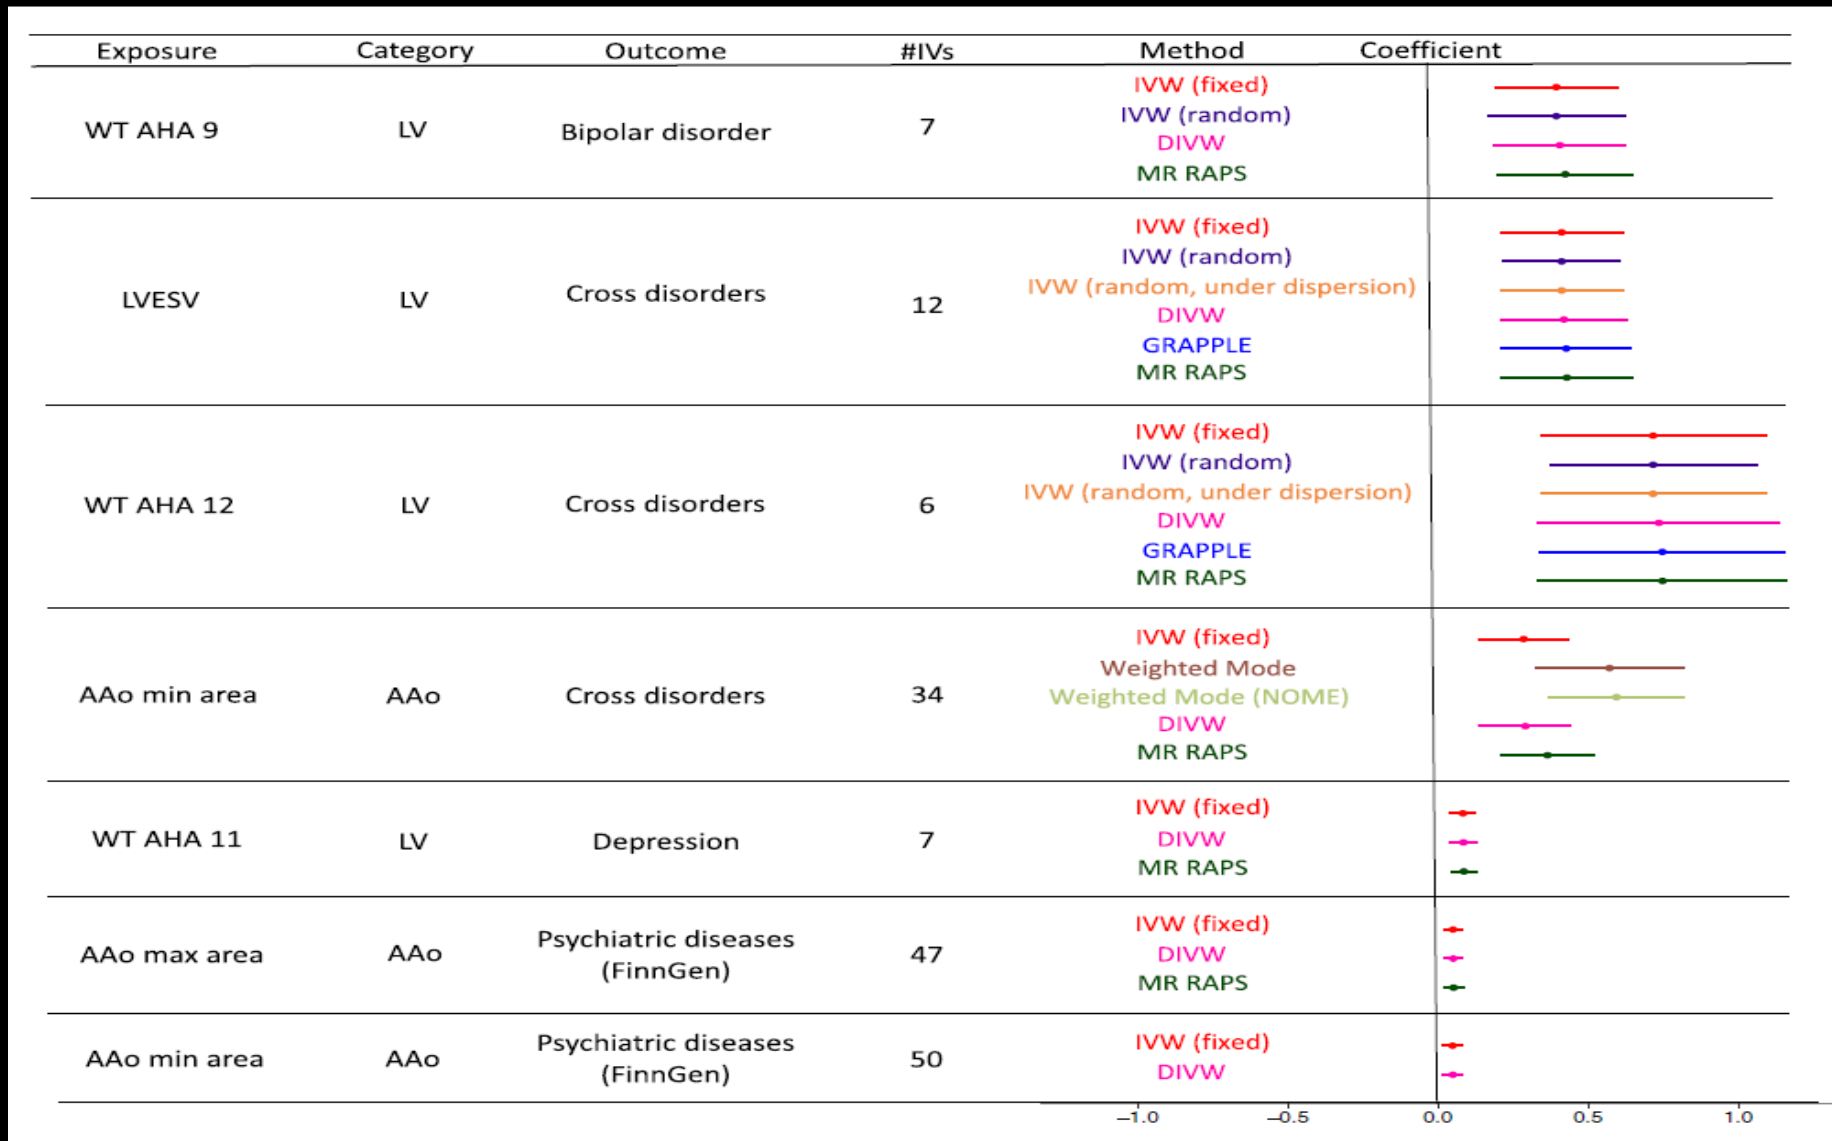 Exposure Category Outcome #IVs Method Coefficient
IVW (fixed)
IVW (random)
WT AHA 9 LV Bipolar disorder 7
DIVW
MR RAPS
IVW (fixed)
IVW (random)
IVW (random, under dispersion)
LVESV LV Cross disorders 12
DIVW
GRAPPLE
MR RAPS
IVW (fixed)
IVW (random)
IVW (random, under dispersion)
WT AHA 12 LV Cross disorders 6
DIVW
GRAPPLE
MR RAPS
IVW (fixed)
Weighted Mode
AAo min area AAo Cross disorders 34
Weighted Mode (NOME)
DIVW
MR RAPS
IVW (fixed)
WT AHA 11 LV Depression 7 DIVW
MR RAPS
IVW (fixed)
Psychiatric diseases
AAo max area AAo 47 DIVW
(FinnGen)
MR RAPS
Psychiatric diseases IVW (fixed)
AAo min area AAo 50
(FinnGen) DIVW
−1.0 −0.5 0.0 0.5 1.0